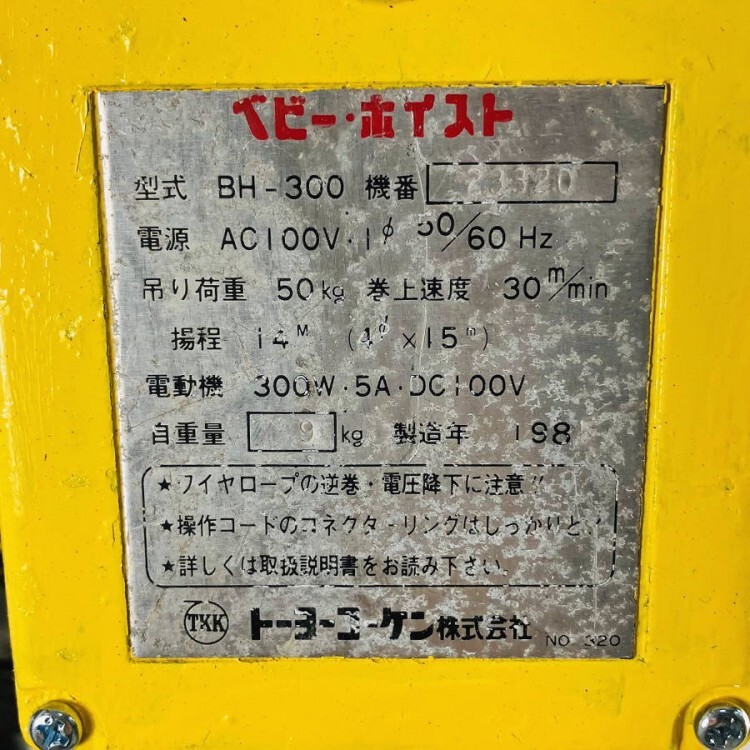 ベビー・ホイスト
型式 BH-300 機番 23320
電源 AC100V・1φ 50/60 Hz
吊り荷重 50kg 巻上速度 30m/min
揚程 14M (4φ×15m)
電動機 300W・5A・DC100V
自重量 9 kg 製造年 198
★ワイヤロープの逆巻・電圧降下に注意!!
★操作コードのコネクターリングはしっかりと!
★詳しくは取扱説明書をお読み下さい。
TKK トーヨーコーケン株式会社 NO 320